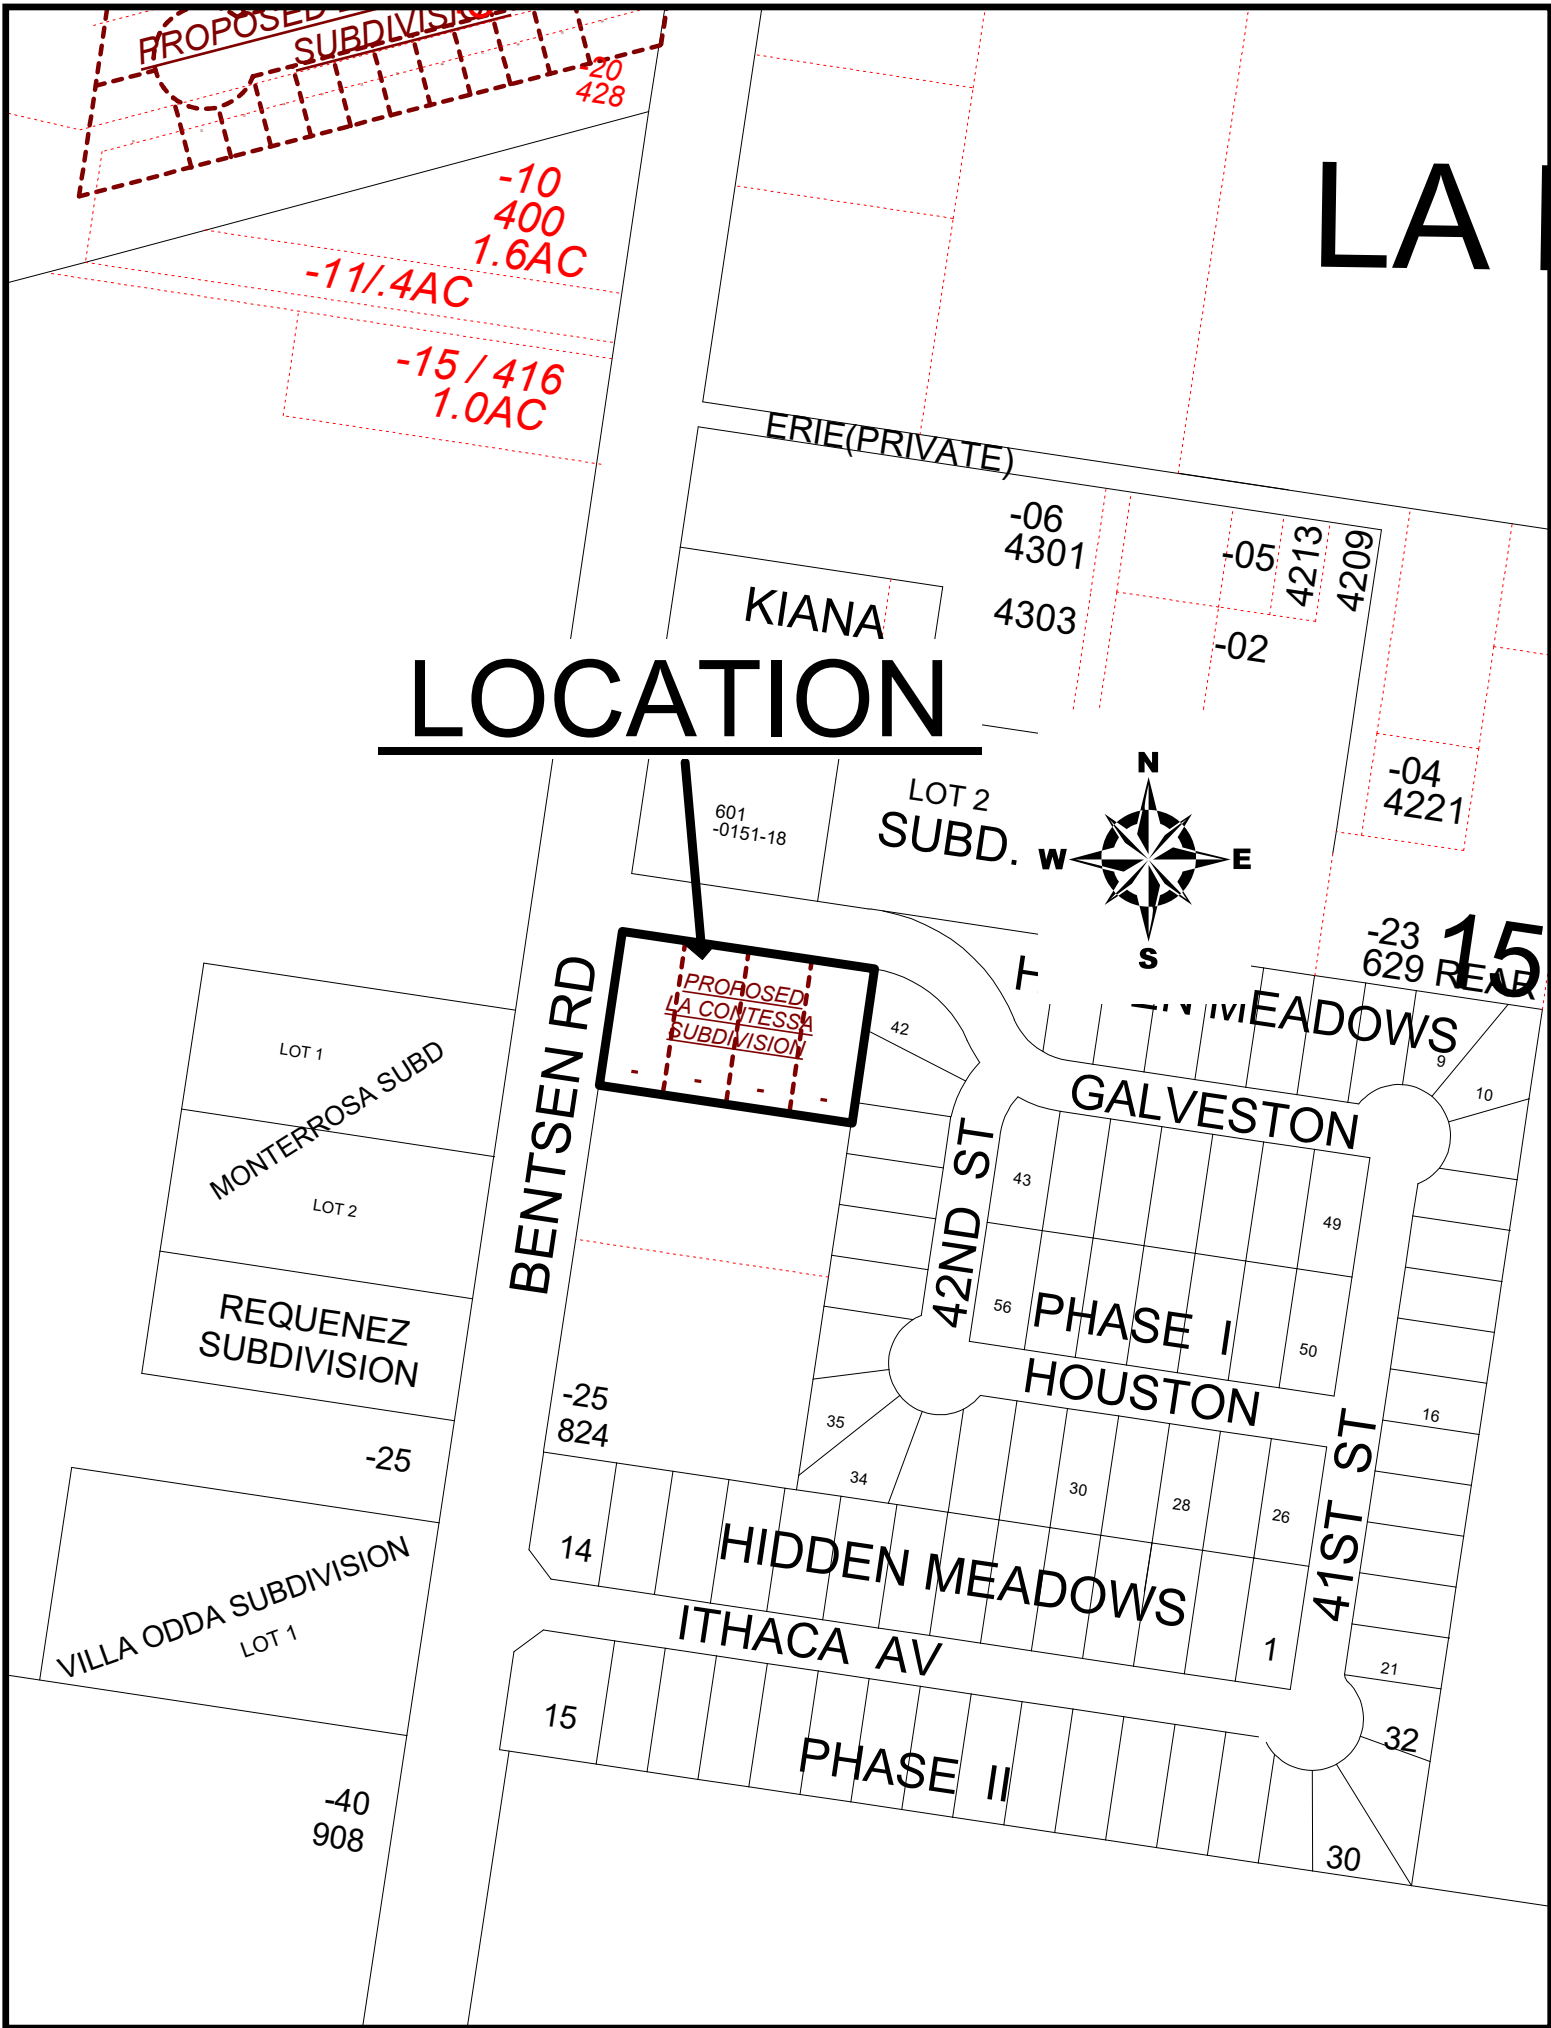 PROPOSED
SUBDIVISION
-20
428
-10
400
1.6AC
-11/.4AC
-15 / 416
1.0AC
LA
ERIE(PRIVATE)
-06
4301
4303
-05
4213
4209
-02
KIANA
LOCATION
601
-0151-18
LOT 2
SUBD.
N
W
E
S
-04
4221
-23
629 REAR
15
PROPOSED
LA CONTESSA
SUBDIVISION
- - - -
BENTSEN RD
42
MEADOWS
9
10
GALVESTON
LOT 1
MONTERROSA SUBD
LOT 2
42ND ST
43
49
56
PHASE I
50
REQUENEZ
SUBDIVISION
HOUSTON
-25
824
-25
35
34
30
28
26
16
41ST ST
14
HIDDEN MEADOWS
VILLA ODDA SUBDIVISION
LOT 1
ITHACA AV
1
21
15
PHASE II
32
-40
908
30